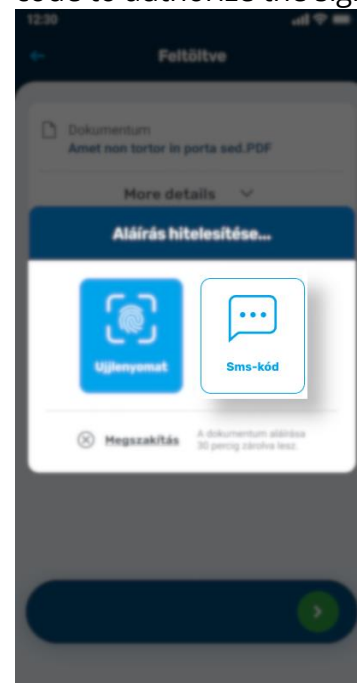 12:30
Feltöltve
Dokumentum
Amet non tortor in porta sed.PDF
More details
Aláírás hitelesítése...
Ujjlenyomat
Sms-kód
Megszakítás
A dokumentum aláírása
30 percig zárolva lesz.